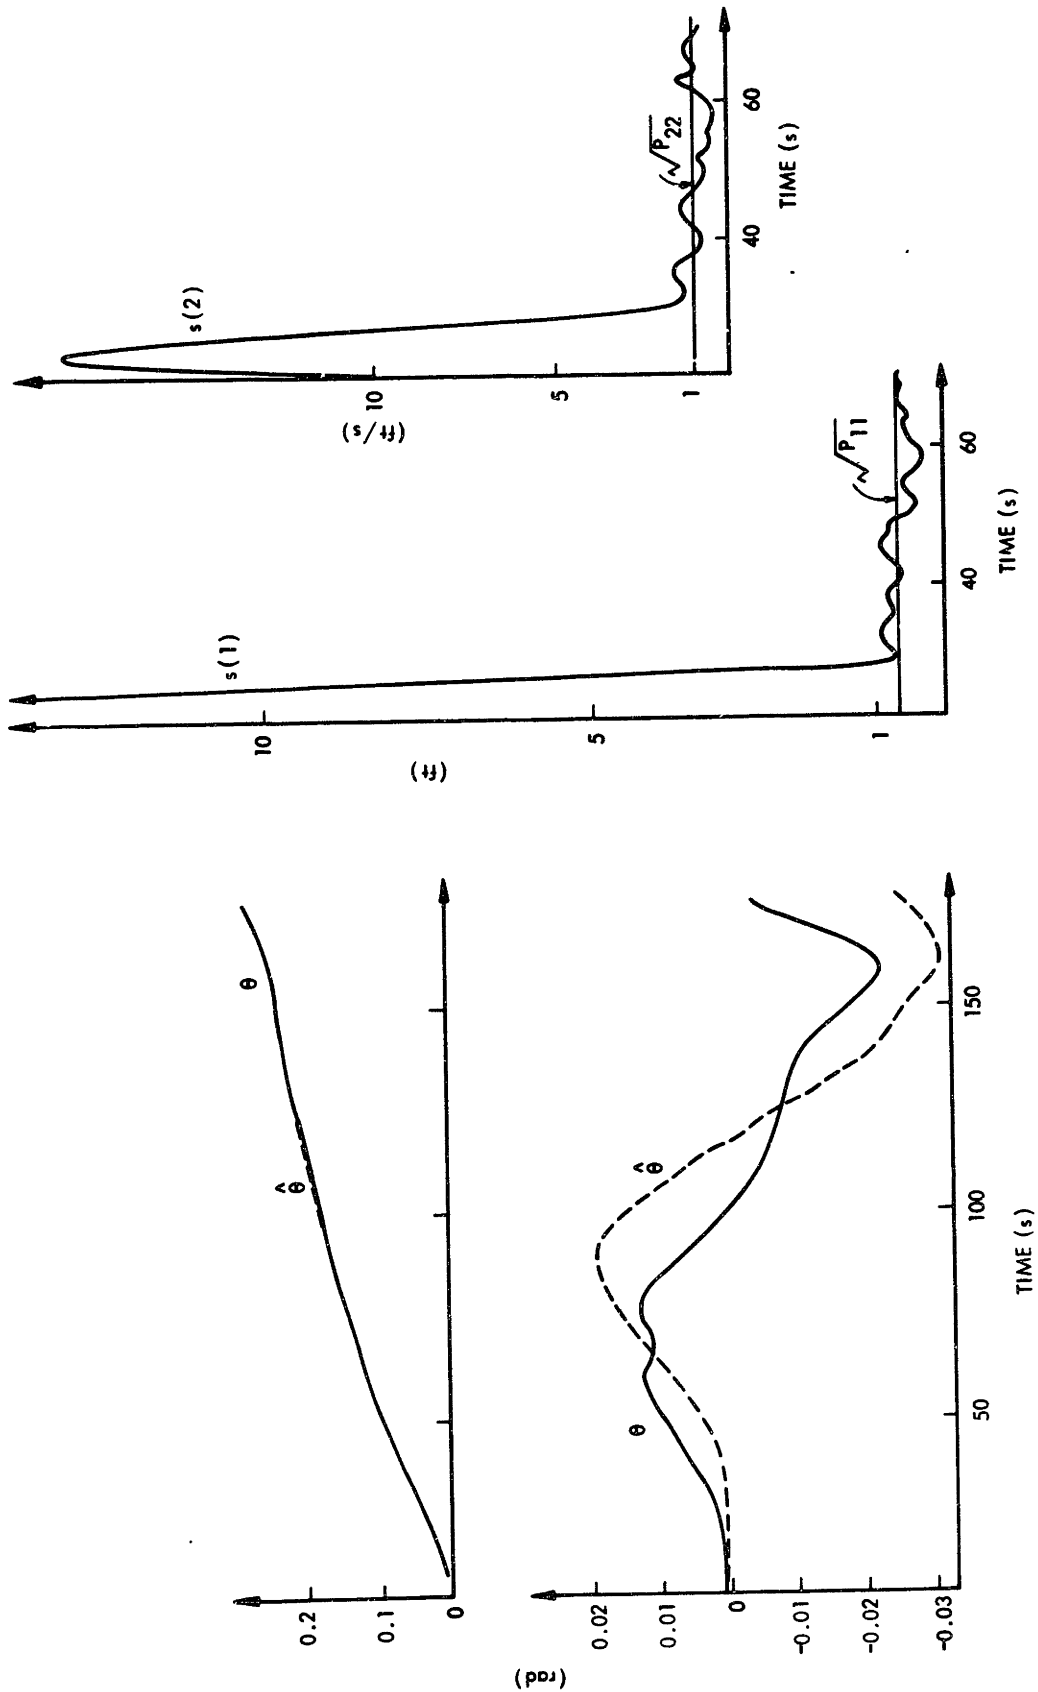 0.2
0.1
0
θ
θ̂
(rad)
0.02
0.01
0
-0.01
-0.02
-0.03
50
100
150
TIME (s)
θ
θ̂
(ft)
10
5
1
s(1)
√P11
40
60
TIME (s)
(ft/s)
10
5
1
s(2)
√P22
40
60
TIME (s)